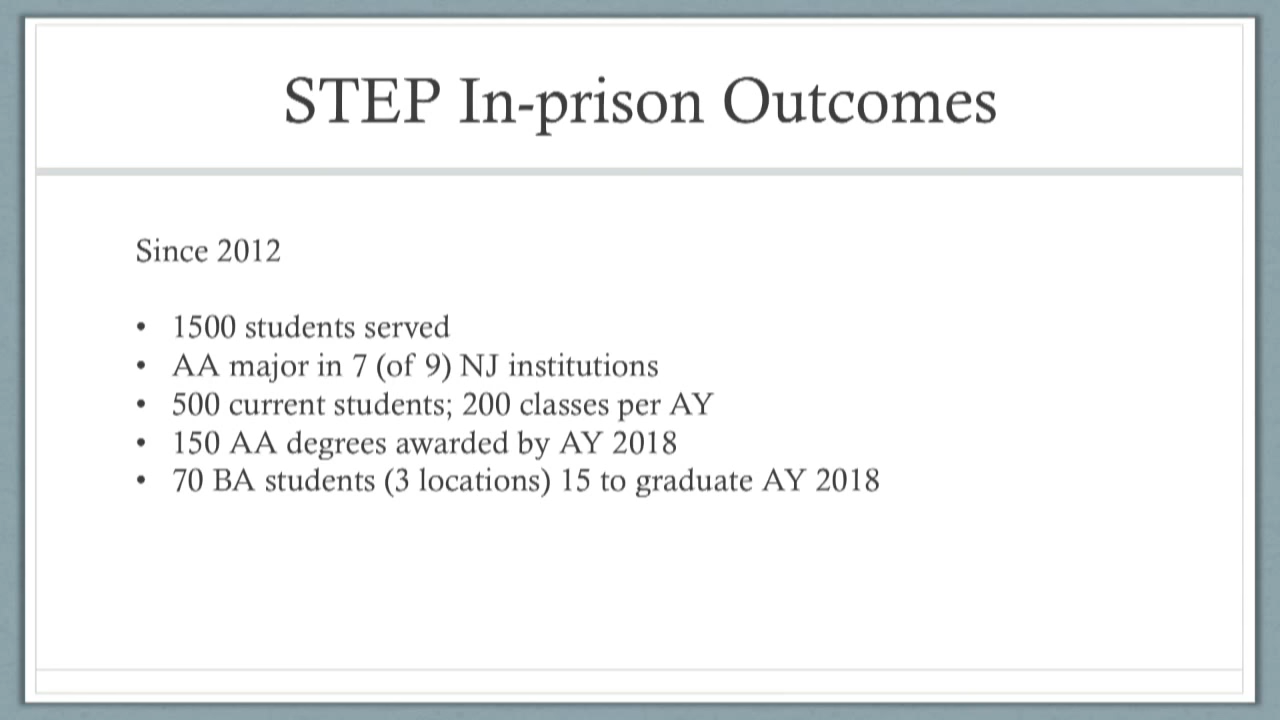 STEP In-prison Outcomes
Since 2012
• 1500 students served
• AA major in 7 (of 9) NJ institutions
• 500 current students; 200 classes per AY
• 150 AA degrees awarded by AY 2018
• 70 BA students (3 locations) 15 to graduate AY 2018